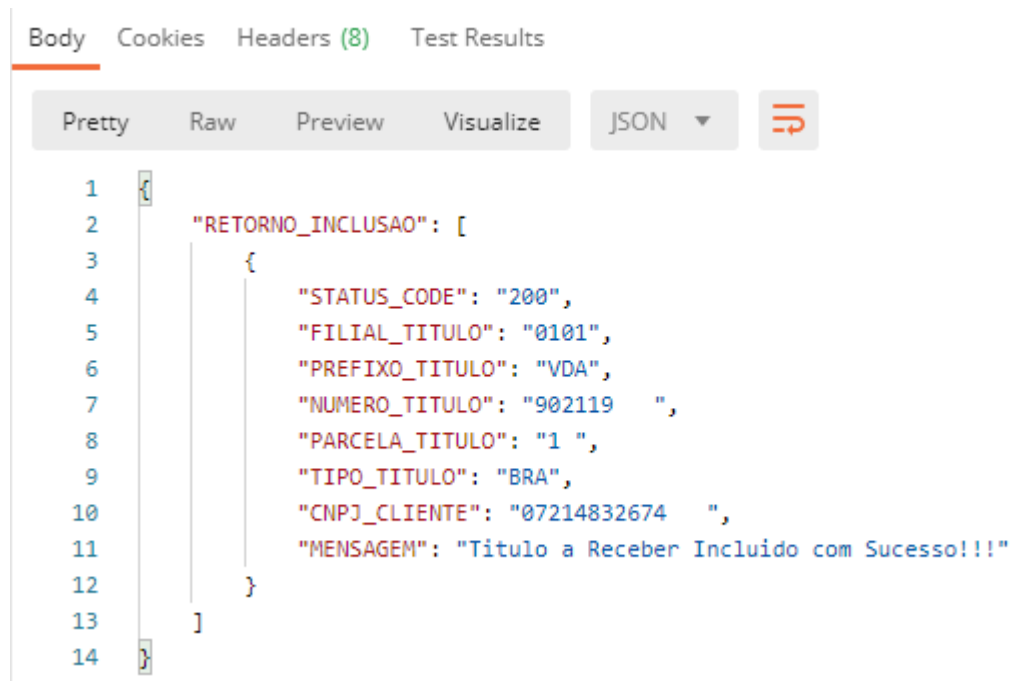 Body Cookies Headers (8) Test Results
Pretty Raw Preview Visualize JSON
1 {
2 "RETORNO_INCLUSAO": [
3 {
4 "STATUS_CODE": "200",
5 "FILIAL_TITULO": "0101",
6 "PREFIXO_TITULO": "VDA",
7 "NUMERO_TITULO": "902119   ",
8 "PARCELA_TITULO": "1 ",
9 "TIPO_TITULO": "BRA",
10 "CNPJ_CLIENTE": "07214832674   ",
11 "MENSAGEM": "Titulo a Receber Incluido com Sucesso!!!"
12 }
13 ]
14 }